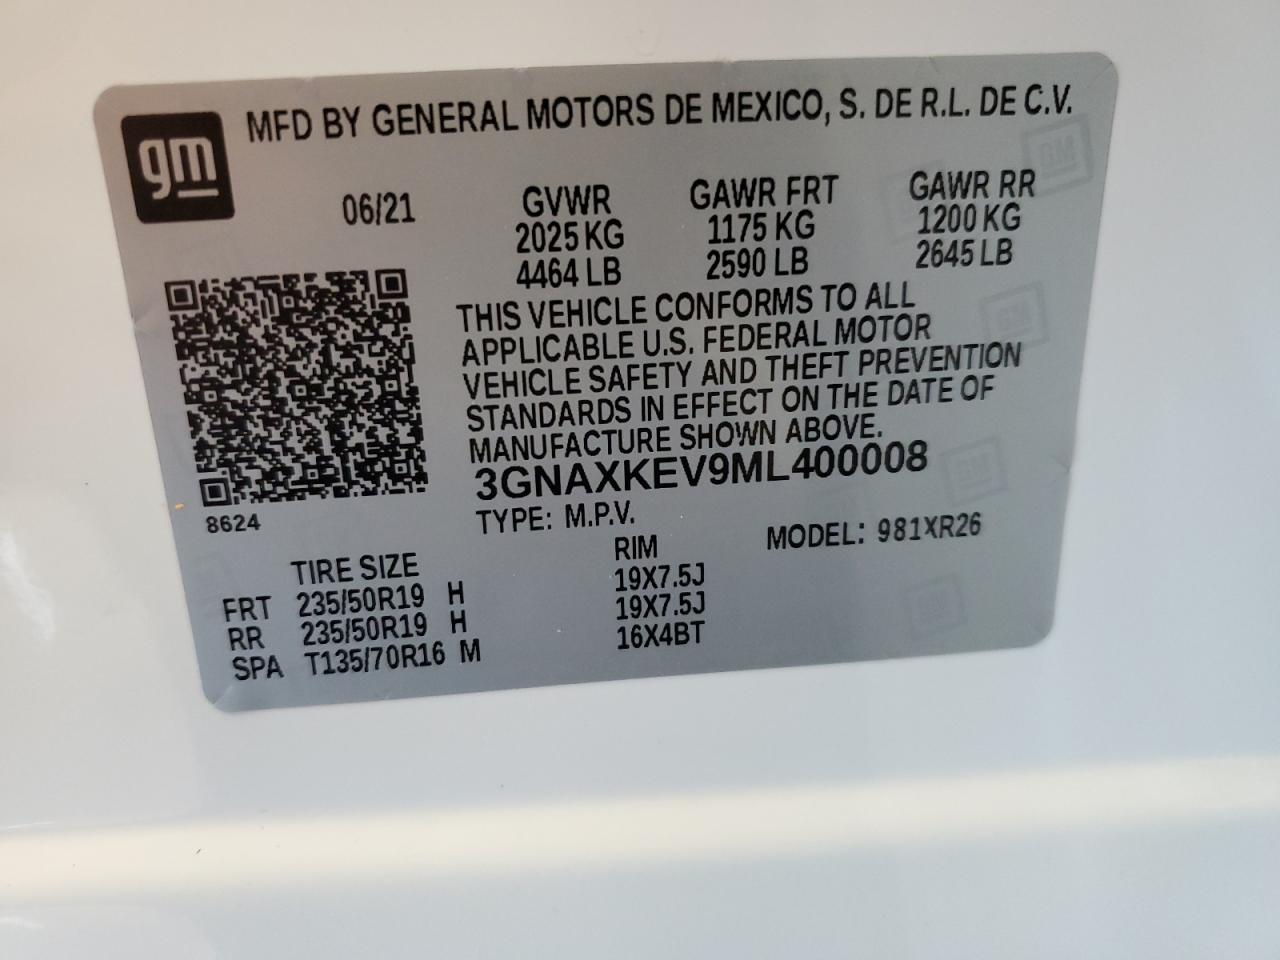 gm
MFD BY GENERAL MOTORS DE MEXICO, S. DE R.L. DE C.V.
06/21 GVWR GAWR FRT GAWR RR
2025 KG 1175 KG 1200 KG
4464 LB 2590 LB 2645 LB
THIS VEHICLE CONFORMS TO ALL
APPLICABLE U.S. FEDERAL MOTOR
VEHICLE SAFETY AND THEFT PREVENTION
STANDARDS IN EFFECT ON THE DATE OF
MANUFACTURE SHOWN ABOVE.
3GNAXKEV9ML400008
8624
TYPE: M.P.V. MODEL: 981XR26
TIRE SIZE RIM
FRT 235/50R19 H 19X7.5J
RR 235/50R19 H 19X7.5J
SPA T135/70R16 M 16X4BT